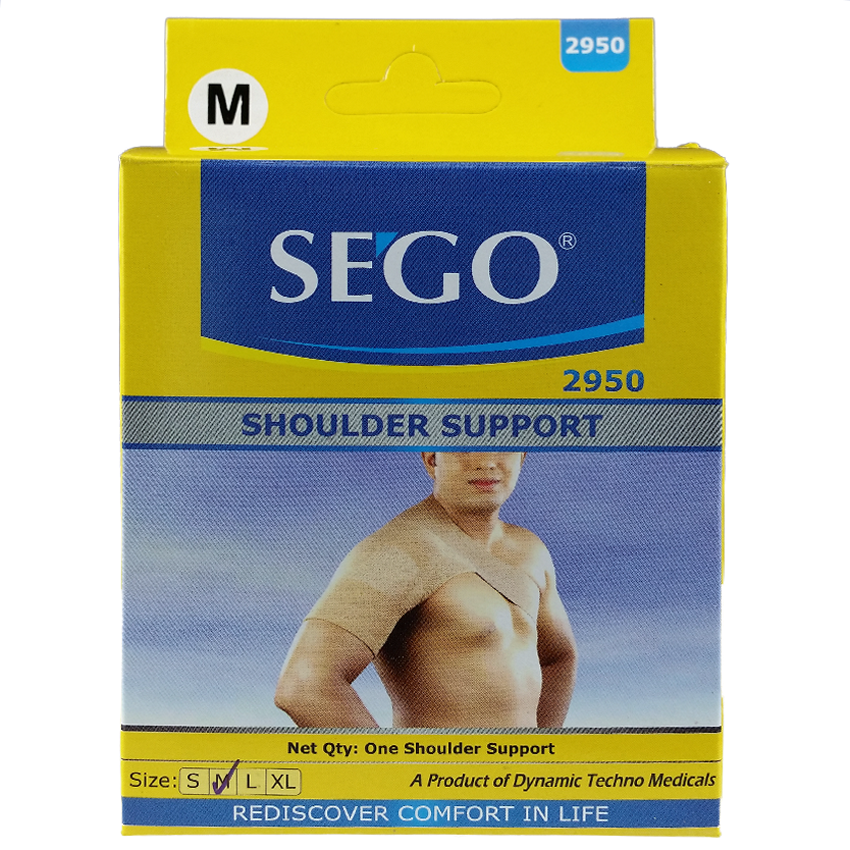 2950
M
SEGO®
2950
SHOULDER SUPPORT
Net Qty: One Shoulder Support
Size: S M L XL
A Product of Dynamic Techno Medicals
REDISCOVER COMFORT IN LIFE